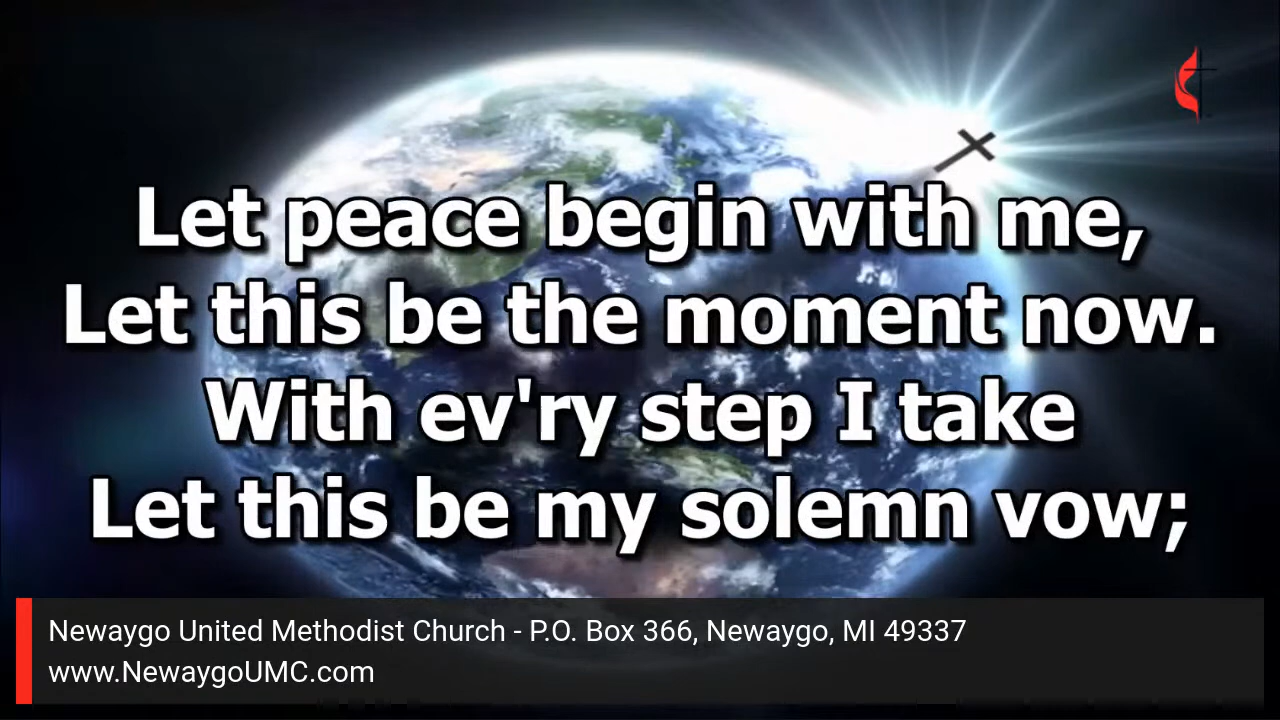 Let peace begin with me,
Let this be the moment now.
With ev'ry step I take
Let this be my solemn vow;
Newaygo United Methodist Church - P.O. Box 366, Newaygo, MI 49337
www.NewaygoUMC.com